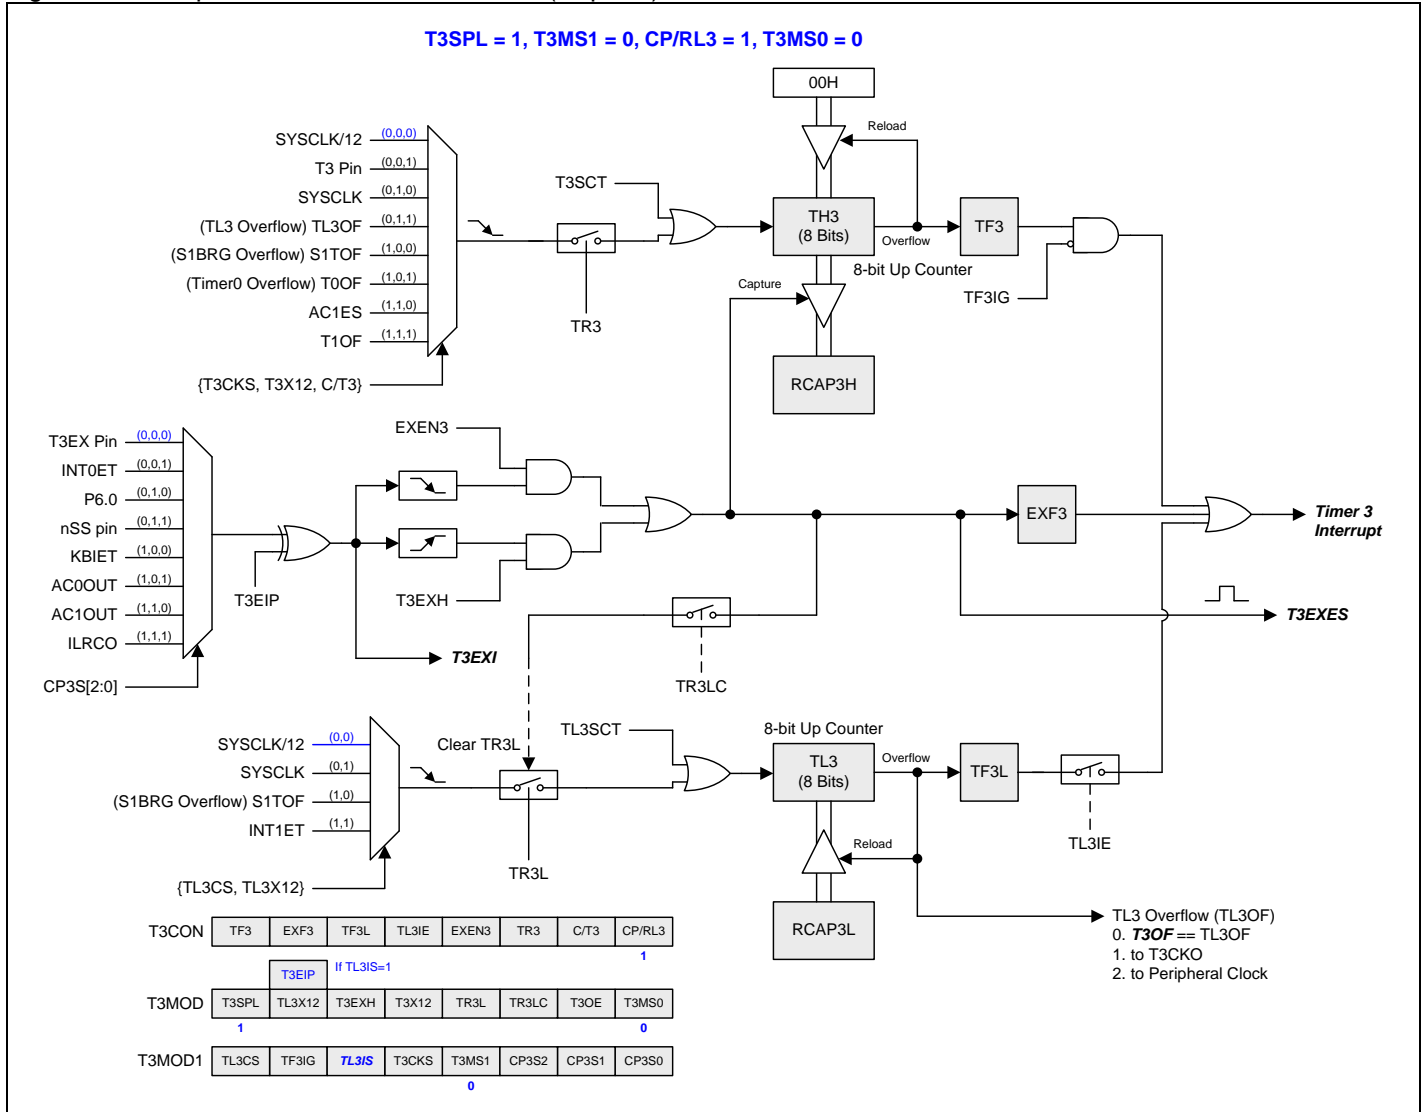 T3SPL = 1, T3MS1 = 0, CP/RL3 = 1, T3MS0 = 0
00H
Reload
SYSCLK/12 (0,0,0)
T3 Pin (0,0,1)
SYSCLK (0,1,0)
(TL3 Overflow) TL3OF (0,1,1)
(S1BRG Overflow) S1TOF (1,0,0)
(Timer0 Overflow) T0OF (1,0,1)
AC1ES (1,1,0)
T1OF (1,1,1)
{T3CKS, T3X12, C/T3}
TR3
T3SCT
TH3
(8 Bits)
Overflow
8-bit Up Counter
TF3
TF3IG
Capture
RCAP3H
T3EX Pin (0,0,0)
INT0ET (0,0,1)
P6.0 (0,1,0)
nSS pin (0,1,1)
KBIET (1,0,0)
AC0OUT (1,0,1)
AC1OUT (1,1,0)
ILRCO (1,1,1)
CP3S[2:0]
T3EIP
EXEN3
T3EXH
T3EXI
EXF3
Timer 3
Interrupt
T3EXES
TR3LC
SYSCLK/12 (0,0)
SYSCLK (0,1)
(S1BRG Overflow) S1TOF (1,0)
INT1ET (1,1)
{TL3CS, TL3X12}
Clear TR3L
TR3L
TL3SCT
8-bit Up Counter
TL3
(8 Bits)
Overflow
TF3L
TL3IE
Reload
RCAP3L
TL3 Overflow (TL3OF)
0. T3OF == TL3OF
1. to T3CKO
2. to Peripheral Clock
T3CON TF3 EXF3 TF3L TL3IE EXEN3 TR3 C/T3 CP/RL3
1
T3EIP If TL3IS=1
T3MOD T3SPL TL3X12 T3EXH T3X12 TR3L TR3LC T3OE T3MS0
1 0
T3MOD1 TL3CS TF3IG TL3IS T3CKS T3MS1 CP3S2 CP3S1 CP3S0
0